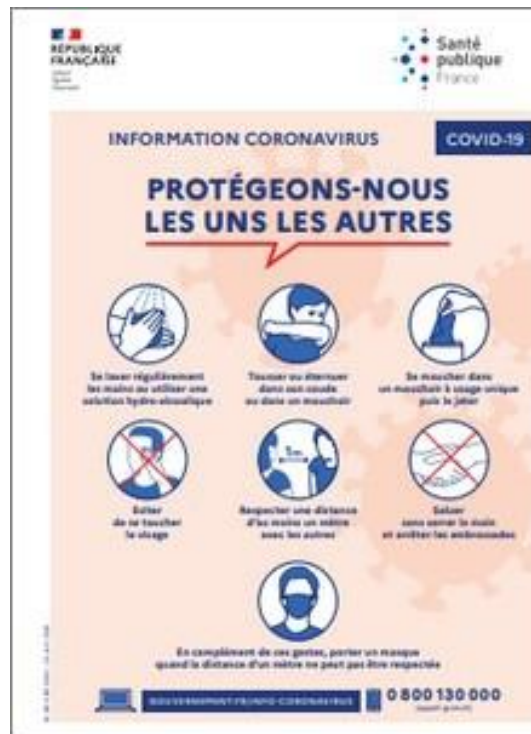 RÉPUBLIQUE
FRANÇAISE
Santé
publique
France
INFORMATION CORONAVIRUS
COVID-19
PROTÉGEONS-NOUS
LES UNS LES AUTRES
Se laver régulièrement
les mains ou utiliser une
solution hydro-alcoolique
Tousser ou éternuer
dans son coude
ou dans un mouchoir
Se moucher dans
un mouchoir à usage unique
puis le jeter
Eviter
de se toucher
le visage
1m
Respecter une distance
d'au moins un mètre
avec les autres
Saluer
sans serrer la main
et arrêter les embrassades
En complément de ces gestes, porter un masque
quand la distance d'un mètre ne peut pas être respectée
GOUVERNEMENT.FR/INFO-CORONAVIRUS
0 800 130 000
(appel gratuit)